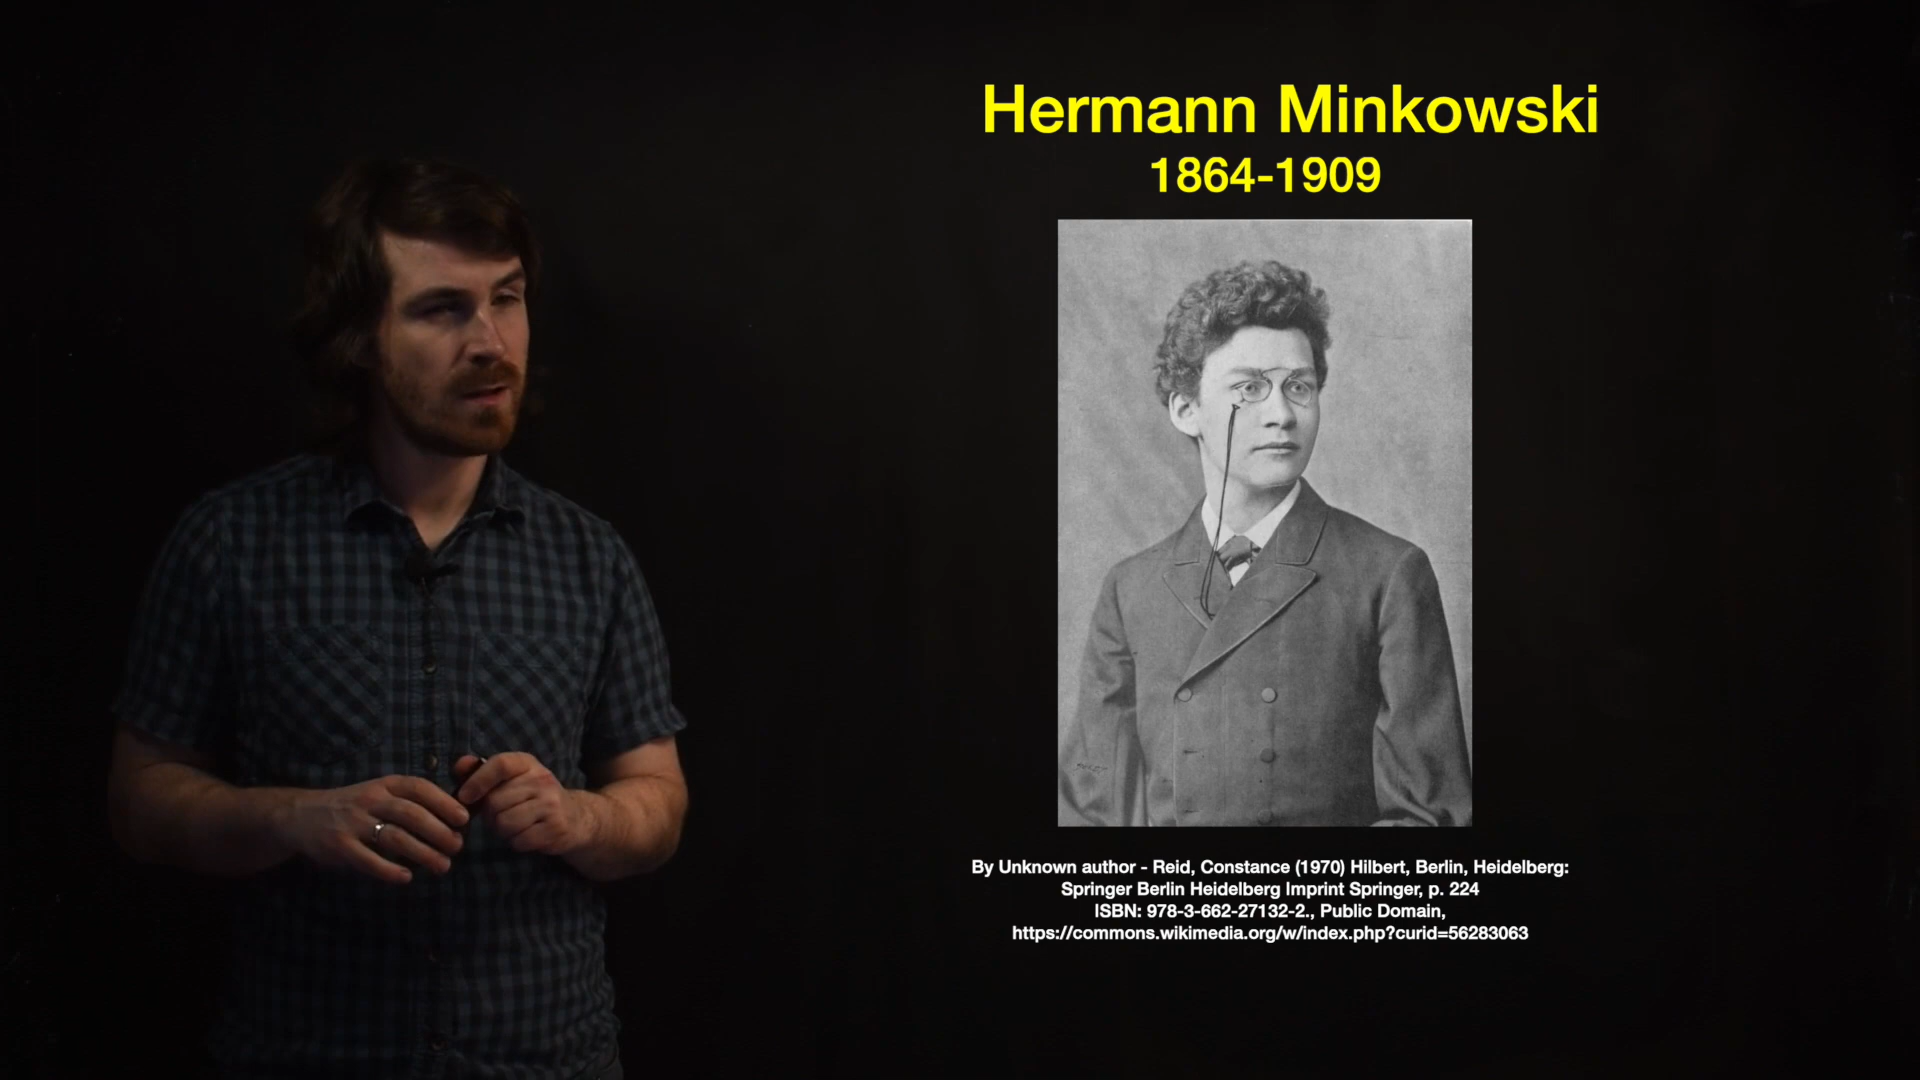 Hermann Minkowski
1864-1909
By Unknown author - Reid, Constance (1970) Hilbert, Berlin, Heidelberg:
Springer Berlin Heidelberg Imprint Springer, p. 224
ISBN: 978-3-662-27132-2., Public Domain,
https://commons.wikimedia.org/w/index.php?curid=56283063